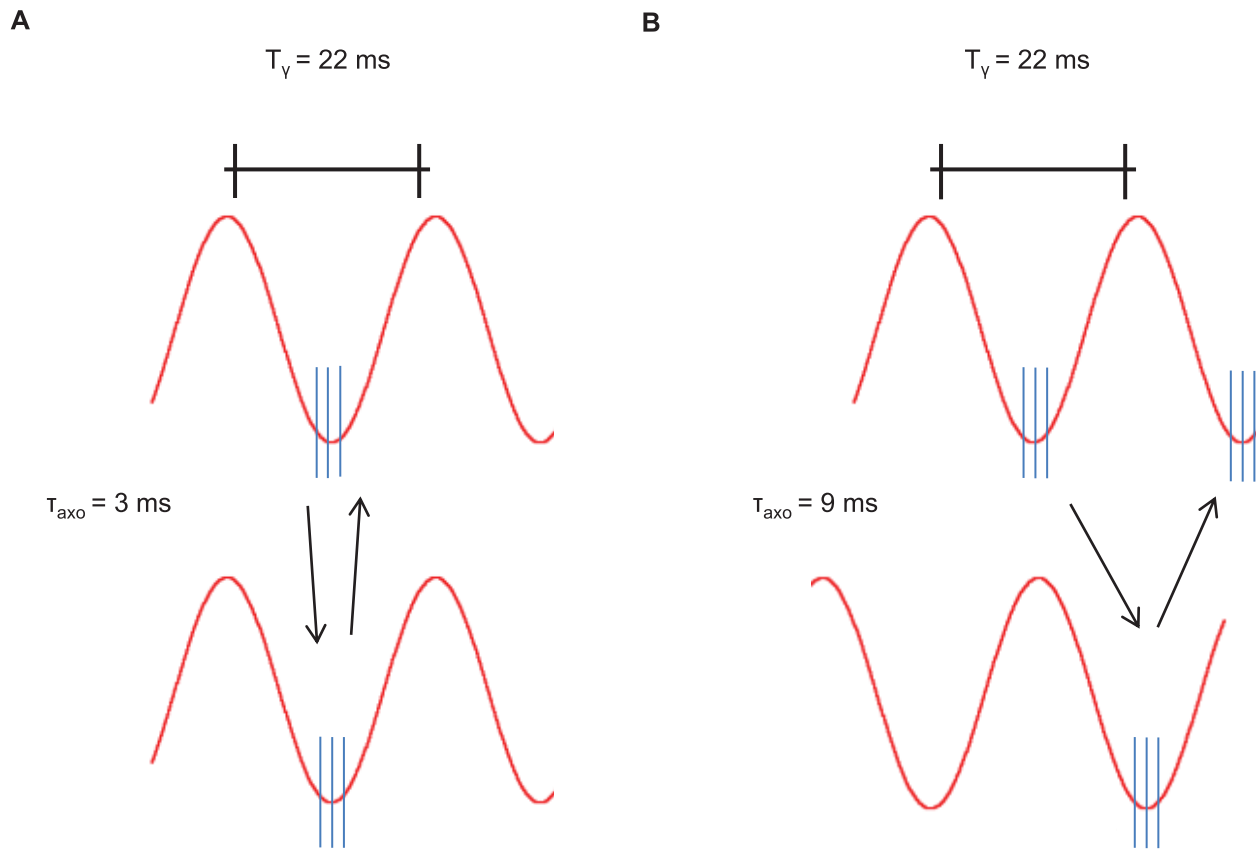 A
B
Tγ = 22 ms
Tγ = 22 ms
τaxo = 3 ms
τaxo = 9 ms